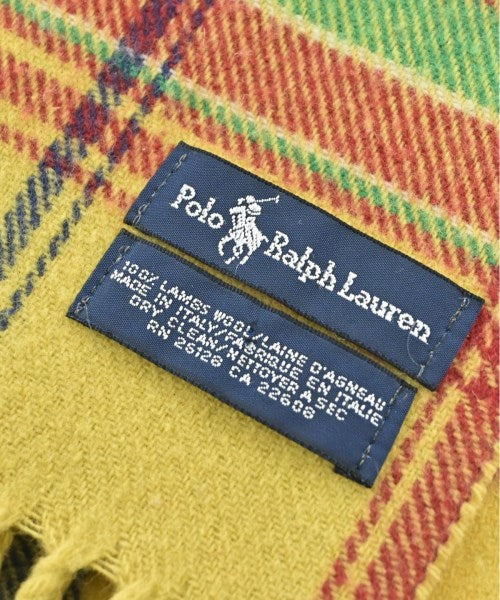 Polo Ralph Lauren
100% LAMBS WOOL/LAINE D'AGNEAU
MADE IN ITALY/FABRIQUE EN ITALIE
DRY CLEAN/NETTOYER A SEC
RN 25128 CA 22608